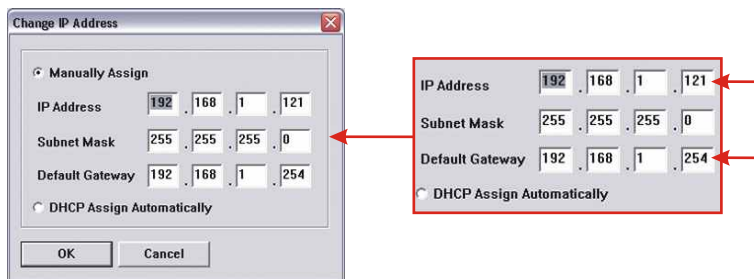 Change IP Address
Manually Assign
IP Address 192 . 168 . 1 . 121
Subnet Mask 255 . 255 . 255 . 0
Default Gateway 192 . 168 . 1 . 254
DHCP Assign Automatically
OK Cancel
IP Address 192 . 168 . 1 . 121
Subnet Mask 255 . 255 . 255 . 0
Default Gateway 192 . 168 . 1 . 254
DHCP Assign Automatically